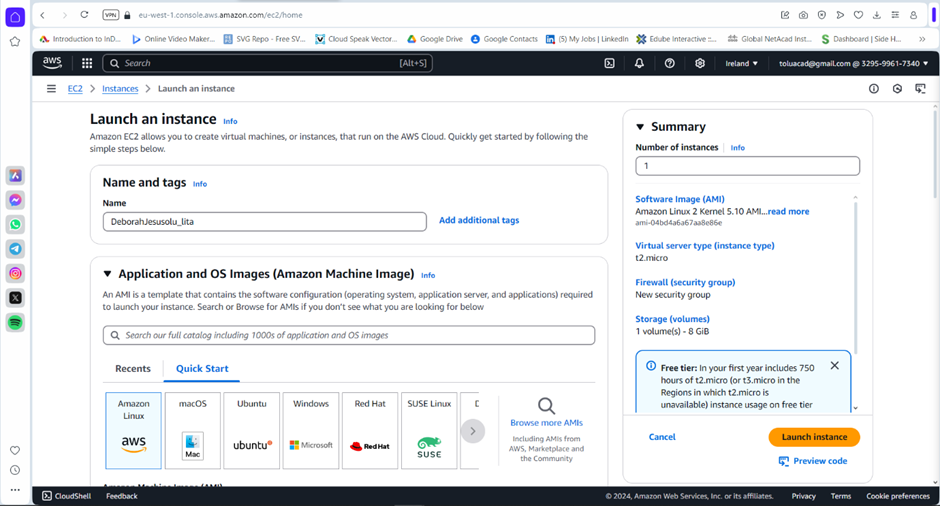 VPN eu-west-1.console.aws.amazon.com/ec2/home
Introduction to InD... Online Video Maker... SVG Repo - Free SV... Cloud Speak Vector... Google Drive Google Contacts (5) My Jobs | LinkedIn Edube Interactive ::... Global NetAcad Inst... Dashboard | Side H...
aws Search [Alt+S] Ireland toluacad@gmail.com @ 3295-9961-7340
EC2 > Instances > Launch an instance
Launch an instance Info
Amazon EC2 allows you to create virtual machines, or instances, that run on the AWS Cloud. Quickly get started by following the
simple steps below.
Name and tags Info
Name
DeborahJesusolu_lita
Add additional tags
Application and OS Images (Amazon Machine Image) Info
An AMI is a template that contains the software configuration (operating system, application server, and applications) required
to launch your instance. Search or Browse for AMIs if you don't see what you are looking for below
Search our full catalog including 1000s of application and OS images
Recents Quick Start
Amazon
Linux
aws
macOS
Mac
Ubuntu
ubuntu
Windows
Microsoft
Red Hat
Red Hat
SUSE Linux
SUSE
Browse more AMIs
Including AMIs from
AWS, Marketplace and
the Community
Amazon Machine Image (AMI)
Summary
Number of instances Info
1
Software Image (AMI)
Amazon Linux 2 Kernel 5.10 AMI...read more
ami-04bd4a6a67aa8e86e
Virtual server type (instance type)
t2.micro
Firewall (security group)
New security group
Storage (volumes)
1 volume(s) - 8 GiB
Free tier: In your first year includes 750
hours of t2.micro (or t3.micro in the
Regions in which t2.micro is
unavailable) instance usage on free tier
Cancel
Launch instance
Preview code
CloudShell Feedback © 2024, Amazon Web Services, Inc. or its affiliates. Privacy Terms Cookie preferences